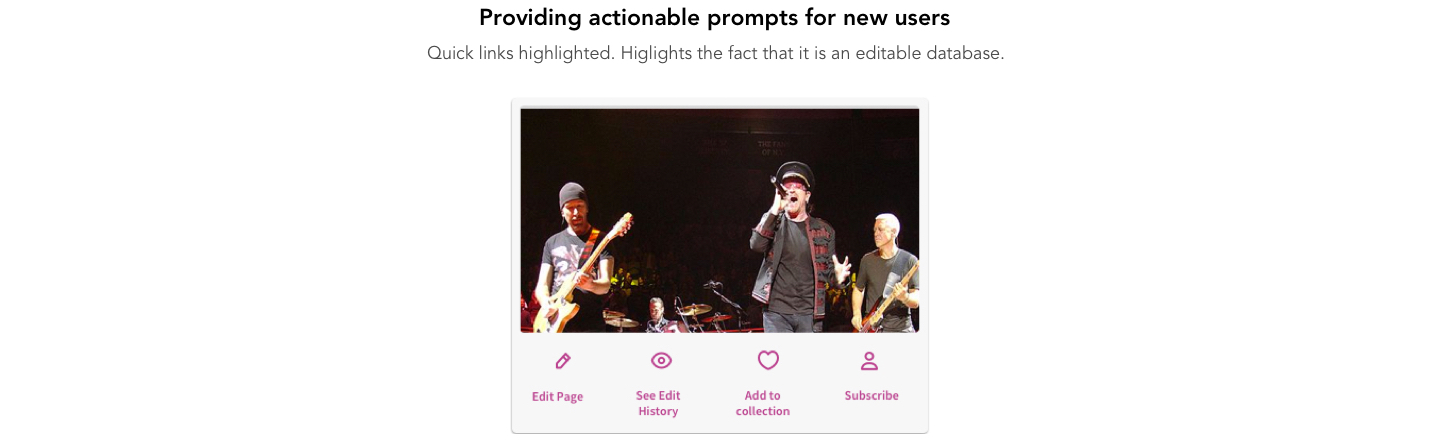 Providing actionable prompts for new users
Quick links highlighted. Higlights the fact that it is an editable database.
Edit Page
See Edit
History
Add to
collection
Subscribe